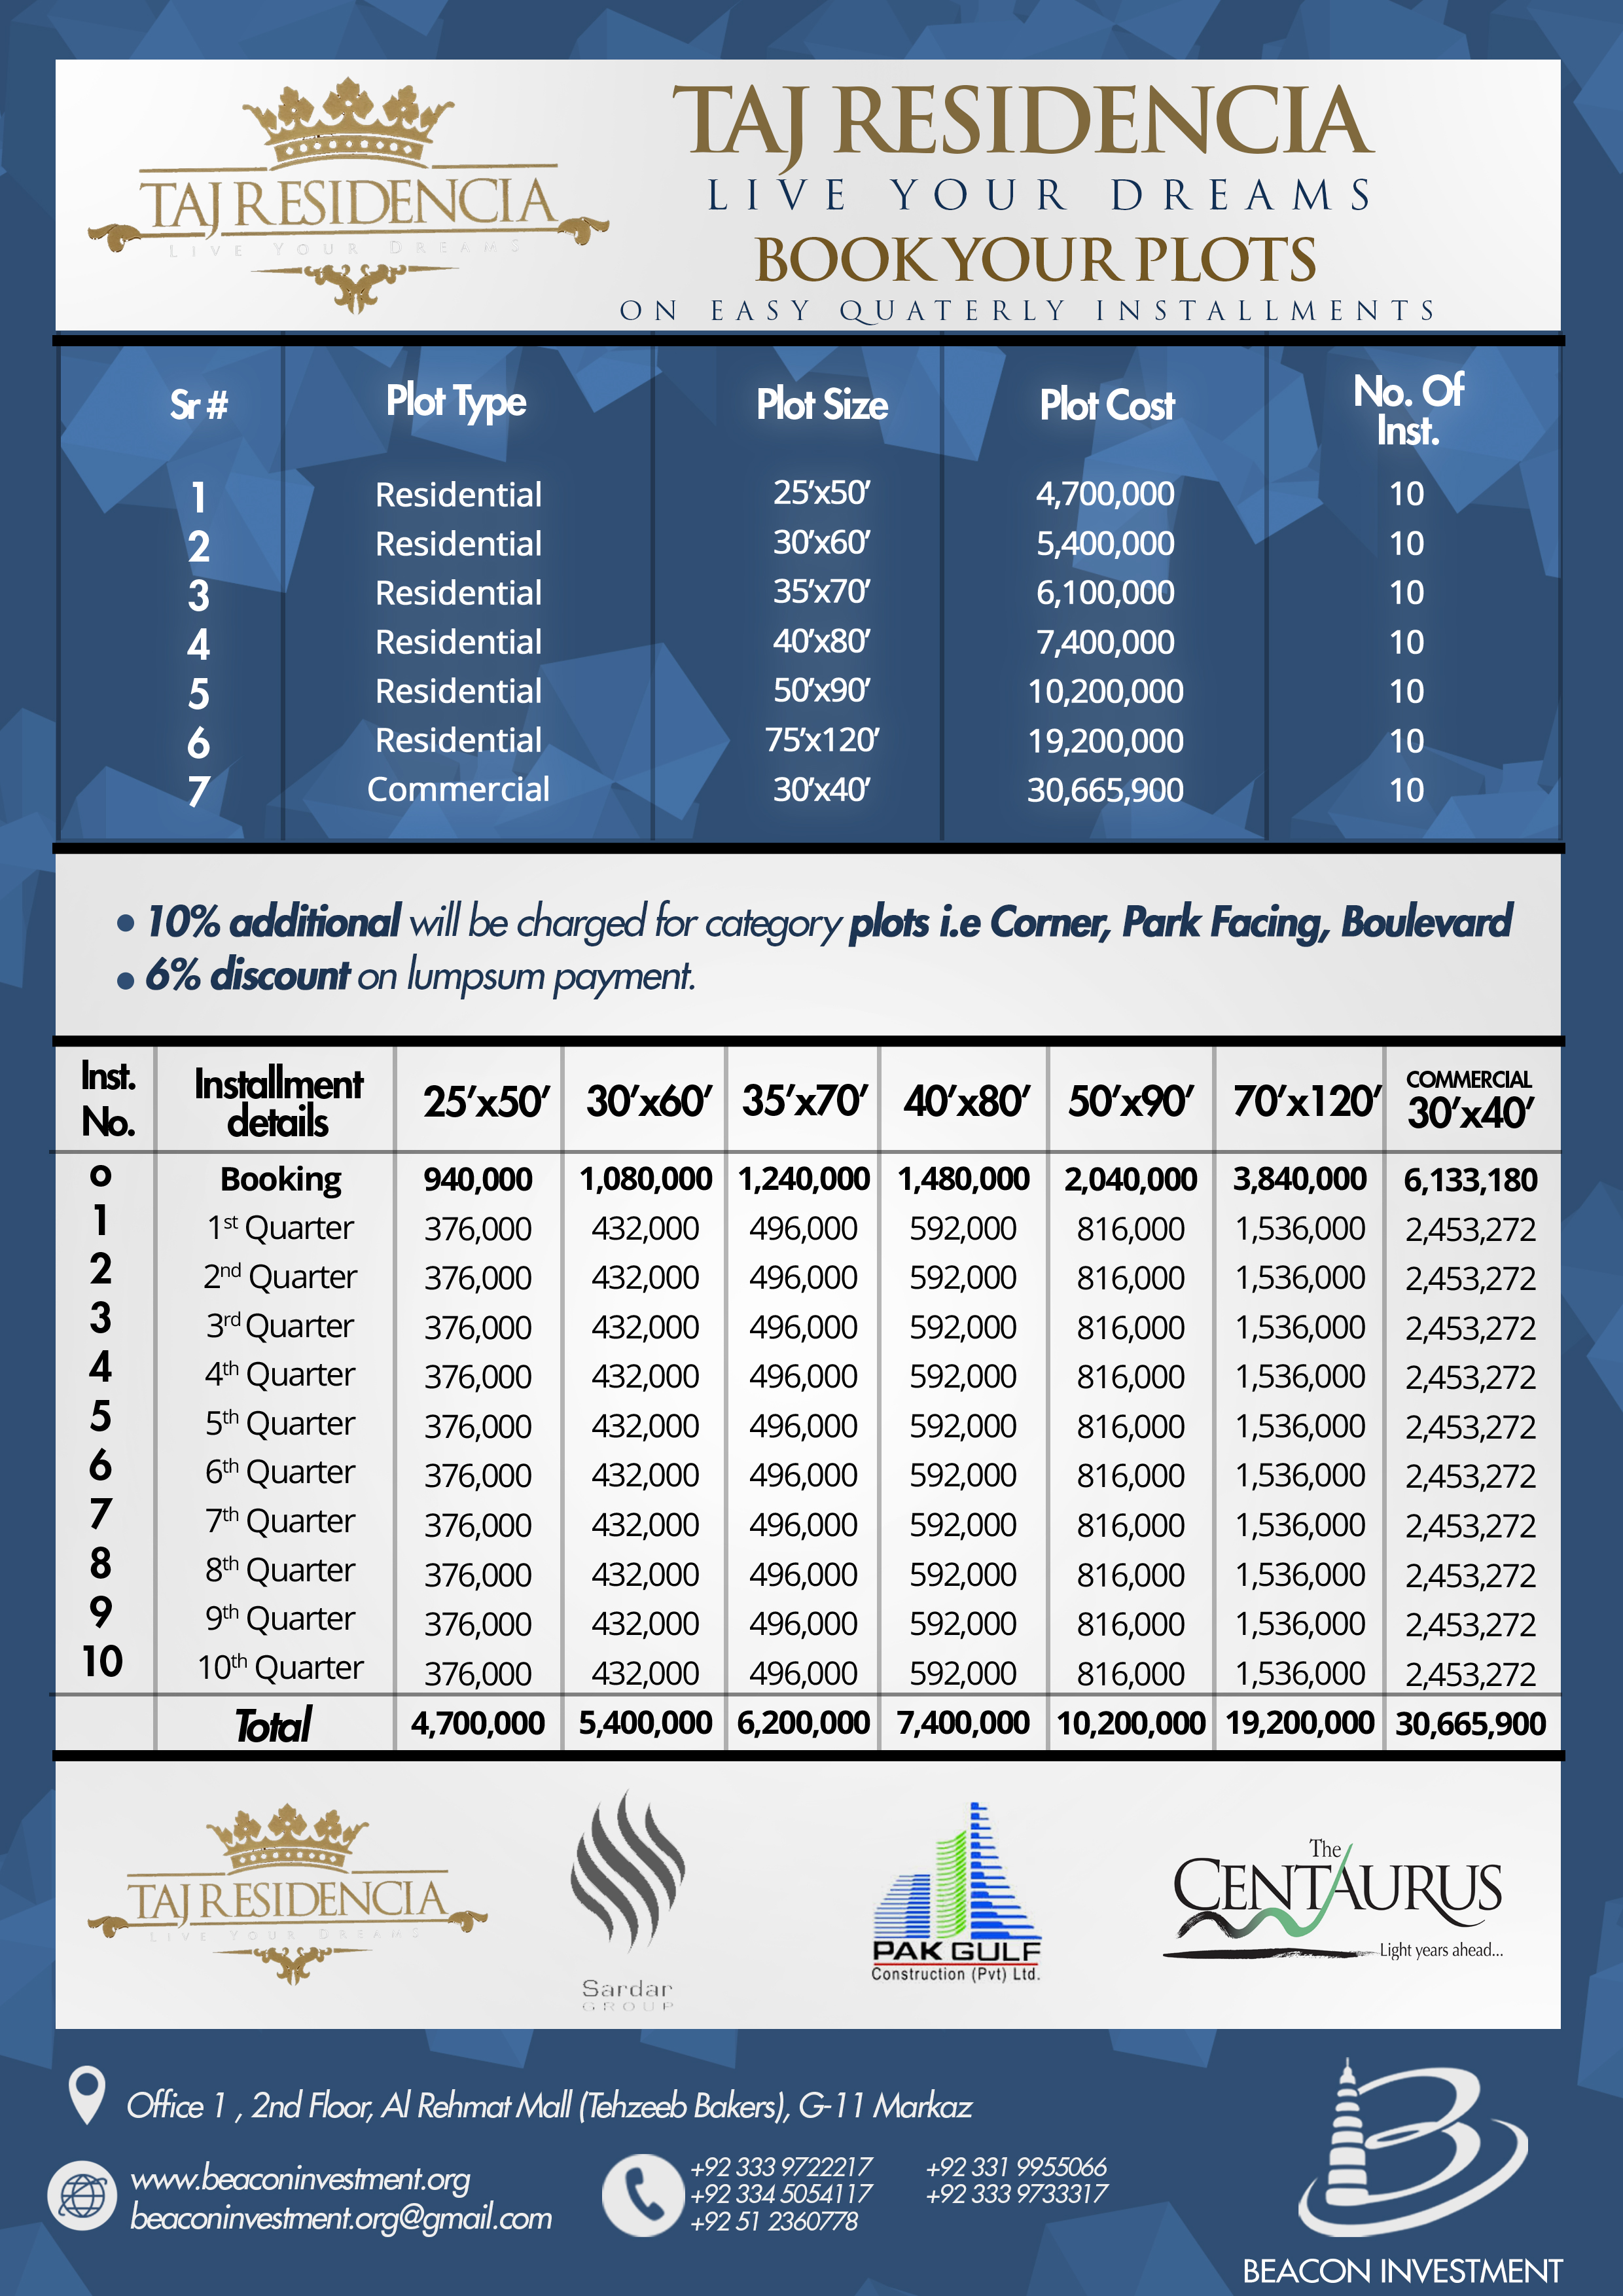 TAJ RESIDENCIA
LIVE YOUR DREAMS
TAJ RESIDENCIA
LIVE YOUR DREAMS
BOOK YOUR PLOTS
ON EASY QUATERLY INSTALLMENTS
Sr # Plot Type Plot Size Plot Cost No. Of Inst.
1 Residential 25'x50' 4,700,000 10
2 Residential 30'x60' 5,400,000 10
3 Residential 35'x70' 6,100,000 10
4 Residential 40'x80' 7,400,000 10
5 Residential 50'x90' 10,200,000 10
6 Residential 75'x120' 19,200,000 10
7 Commercial 30'x40' 30,665,900 10
• 10% additional will be charged for category plots i.e Corner, Park Facing, Boulevard
• 6% discount on lumpsum payment.
Inst. No. Installment details 25'x50' 30'x60' 35'x70' 40'x80' 50'x90' 70'x120' COMMERCIAL 30'x40'
0 Booking 940,000 1,080,000 1,240,000 1,480,000 2,040,000 3,840,000 6,133,180
1 1st Quarter 376,000 432,000 496,000 592,000 816,000 1,536,000 2,453,272
2 2nd Quarter 376,000 432,000 496,000 592,000 816,000 1,536,000 2,453,272
3 3rd Quarter 376,000 432,000 496,000 592,000 816,000 1,536,000 2,453,272
4 4th Quarter 376,000 432,000 496,000 592,000 816,000 1,536,000 2,453,272
5 5th Quarter 376,000 432,000 496,000 592,000 816,000 1,536,000 2,453,272
6 6th Quarter 376,000 432,000 496,000 592,000 816,000 1,536,000 2,453,272
7 7th Quarter 376,000 432,000 496,000 592,000 816,000 1,536,000 2,453,272
8 8th Quarter 376,000 432,000 496,000 592,000 816,000 1,536,000 2,453,272
9 9th Quarter 376,000 432,000 496,000 592,000 816,000 1,536,000 2,453,272
10 10th Quarter 376,000 432,000 496,000 592,000 816,000 1,536,000 2,453,272
Total 4,700,000 5,400,000 6,200,000 7,400,000 10,200,000 19,200,000 30,665,900
TAJ RESIDENCIA
LIVE YOUR DREAMS
Sardar
GROUP
PAK GULF
Construction (Pvt) Ltd.
The
CENTAURUS
Light years ahead...
Office 1 , 2nd Floor, Al Rehmat Mall (Tehzeeb Bakers), G-11 Markaz
www.beaconinvestment.org
beaconinvestment.org@gmail.com
+92 333 9722217 +92 331 9955066
+92 334 5054117 +92 333 9733317
+92 51 2360778
BEACON INVESTMENT